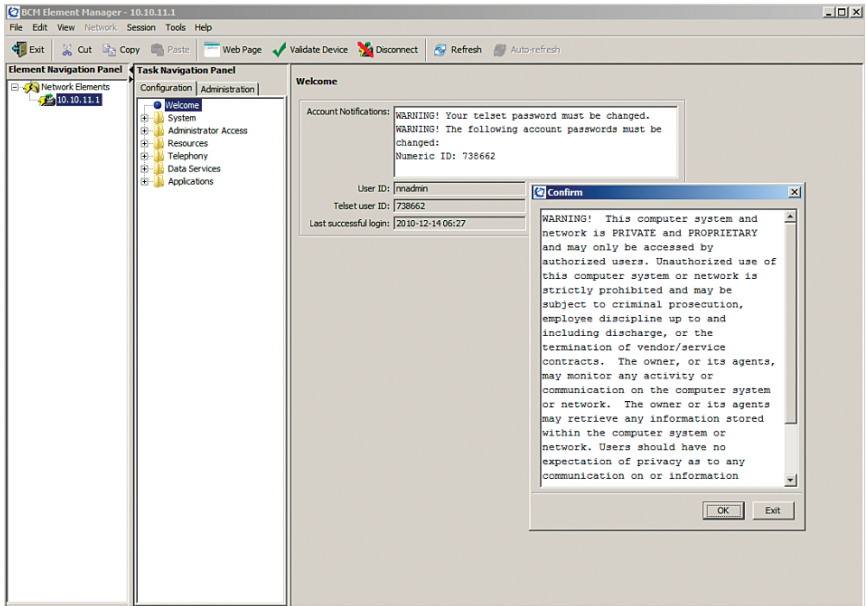 BCM Element Manager - 10.10.11.1
File Edit View Network Session Tools Help
Exit Cut Copy Paste Web Page Validate Device Disconnect Refresh Auto-refresh
Element Navigation Panel
Network Elements
10.10.11.1
Task Navigation Panel
Configuration Administration
Welcome
System
Administrator Access
Resources
Telephony
Data Services
Applications
Welcome
Account Notifications:
WARNING! Your telset password must be changed.
WARNING! The following account passwords must be
changed:
Numeric ID: 738662
User ID: nnadmin
Telset user ID: 738662
Last successful login: 2010-12-14 06:27
Confirm
WARNING! This computer system and
network is PRIVATE and PROPRIETARY
and may only be accessed by
authorized users. Unauthorized use of
this computer system or network is
strictly prohibited and may be
subject to criminal prosecution,
employee discipline up to and
including discharge, or the
termination of vendor/service
contracts. The owner, or its agents,
may monitor any activity or
communication on the computer system
or network. The owner or its agents
may retrieve any information stored
within the computer system or
network. Users should have no
expectation of privacy as to any
communication on or information
OK Exit